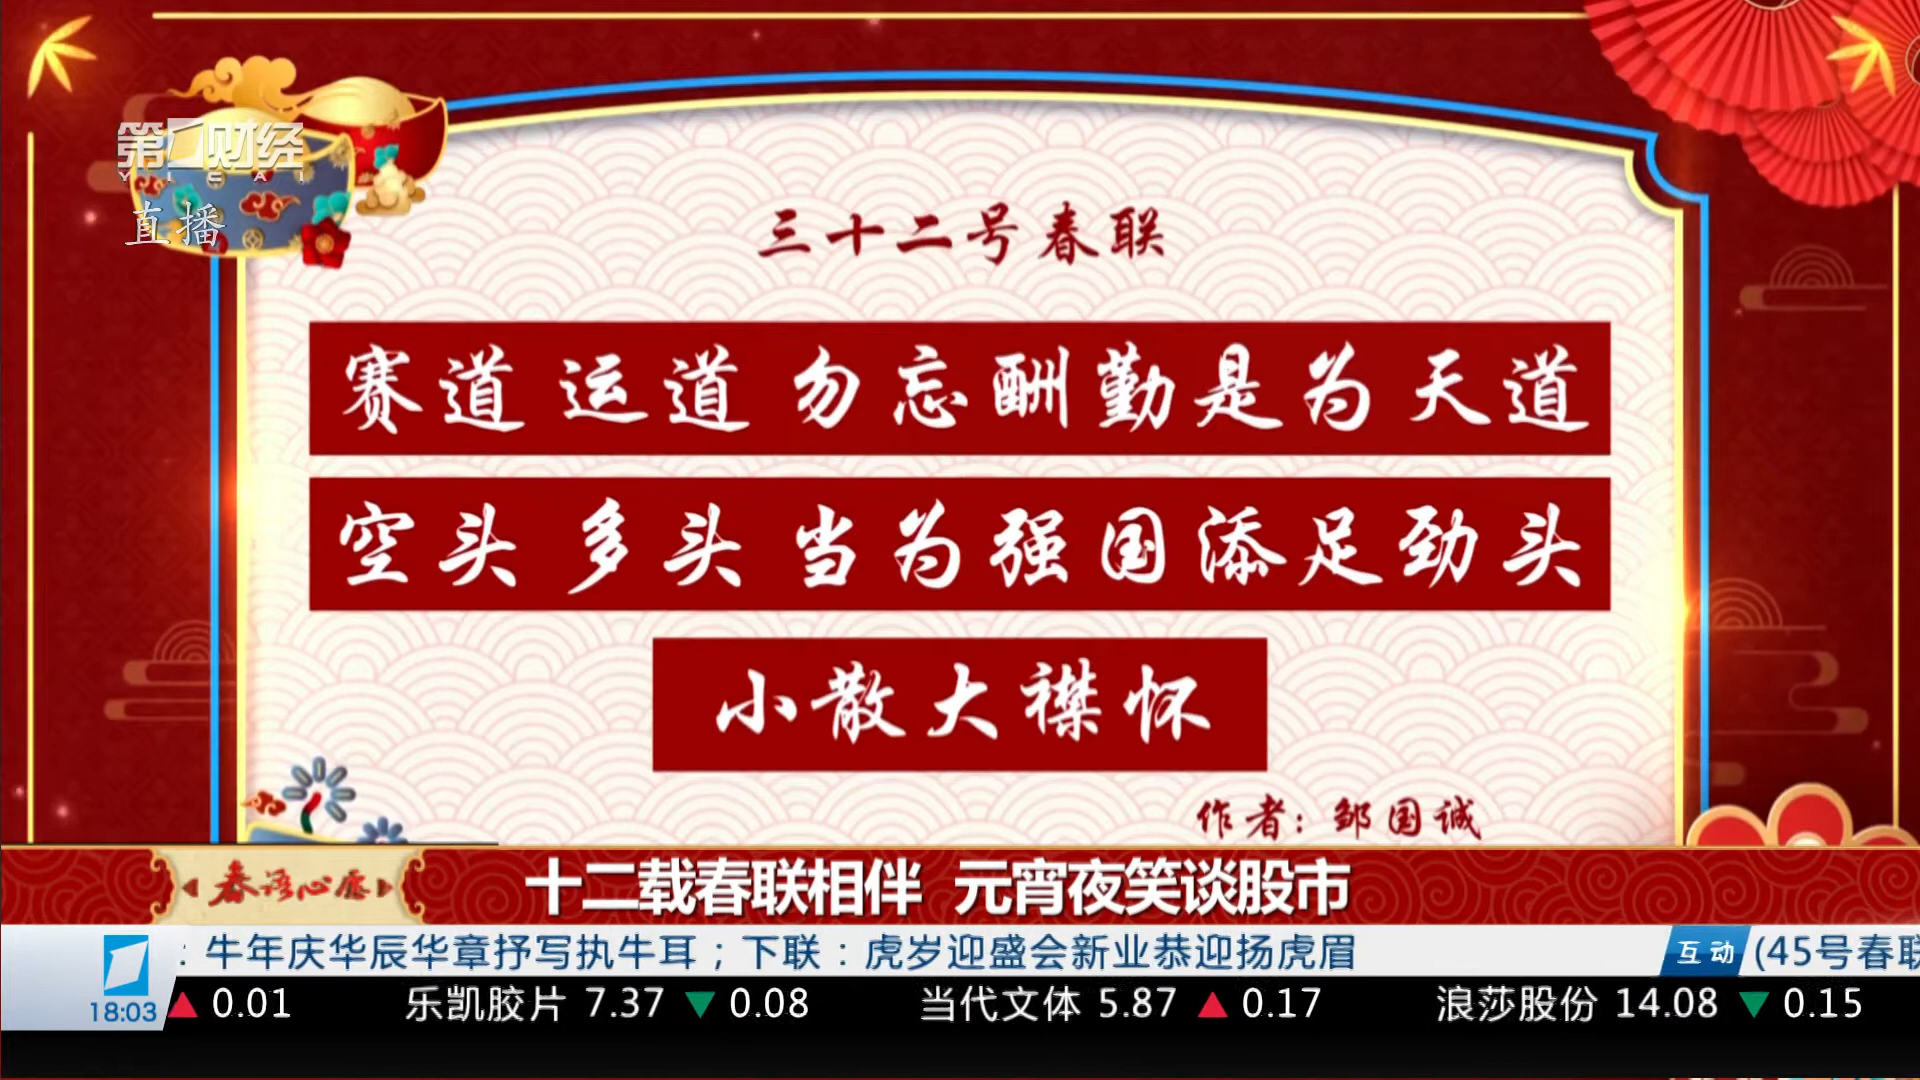 第一财经
YICAI
直播
三十二号春联
赛道 运道 勿忘酬勤是为天道
空头 多头 当为强国添足劲头
小散大襟怀
作者：邹国诚
春语心愿
十二载春联相伴 元宵夜笑谈股市
：牛年庆华辰华章抒写执牛耳；下联：虎岁迎盛会新业恭迎扬虎眉
互动
(45号春联
18:03
▲ 0.01 乐凯胶片 7.37 ▼ 0.08 当代文体 5.87 ▲ 0.17 浪莎股份 14.08 ▼ 0.15